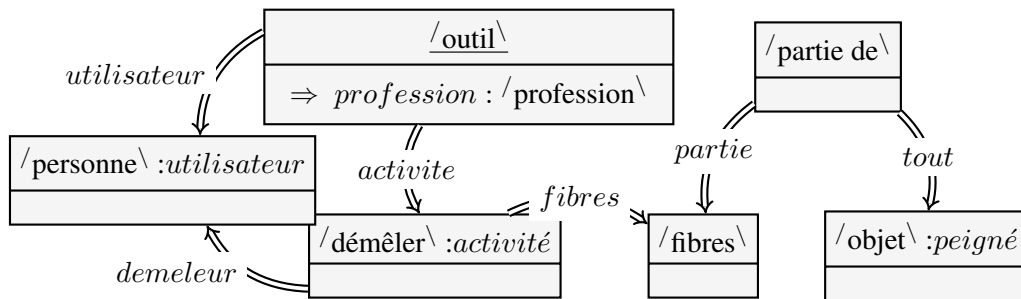 /outil\
⇒ profession : /profession\
/partie de\
utilisateur
/personne\ :utilisateur
activite
partie
tout
fibres
/démêler\ :activité
/fibres\
/objet\ :peigné
demeleur